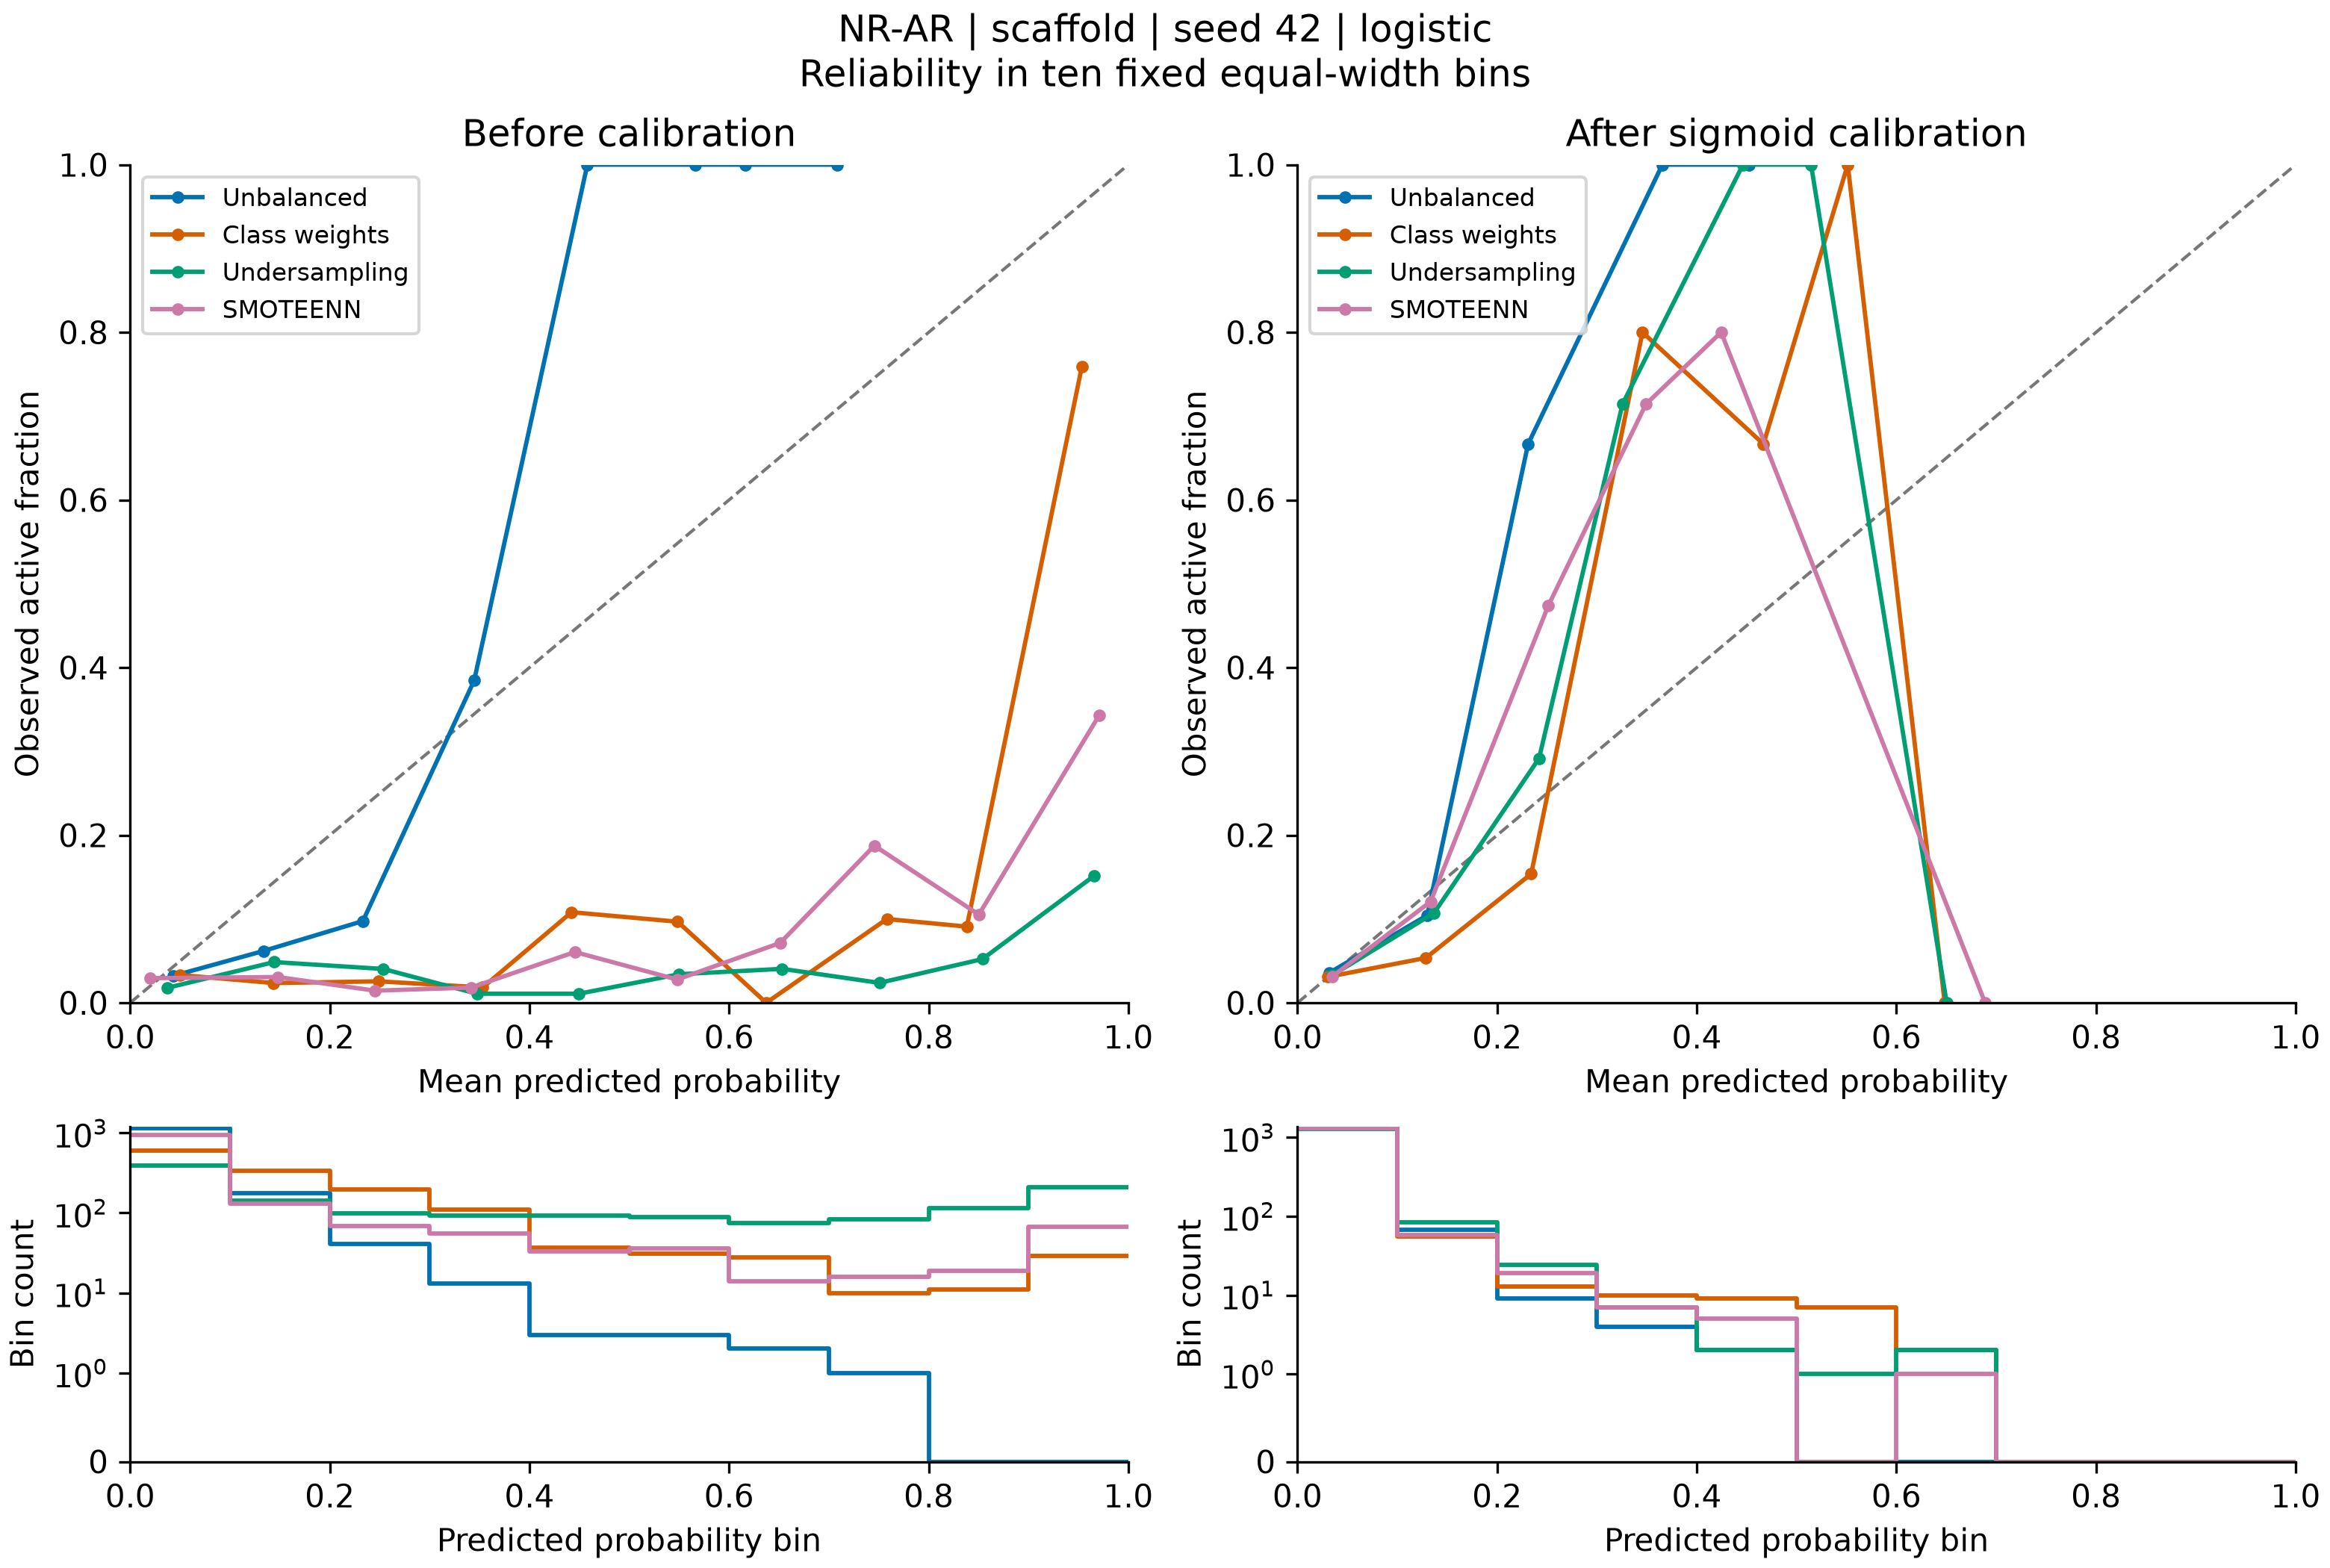 NR-AR | scaffold | seed 42 | logistic
Reliability in ten fixed equal-width bins
Before calibration
1.0
0.8
0.6
0.4
0.2
0.0
Observed active fraction
Unbalanced
Class weights
Undersampling
SMOTEENN
0.0 0.2 0.4 0.6 0.8 1.0
Mean predicted probability
After sigmoid calibration
1.0
0.8
0.6
0.4
0.2
0.0
Observed active fraction
Unbalanced
Class weights
Undersampling
SMOTEENN
0.0 0.2 0.4 0.6 0.8 1.0
Mean predicted probability
10³
10²
10¹
10⁰
0
Bin count
0.0 0.2 0.4 0.6 0.8 1.0
Predicted probability bin
10³
10²
10¹
10⁰
0
Bin count
0.0 0.2 0.4 0.6 0.8 1.0
Predicted probability bin